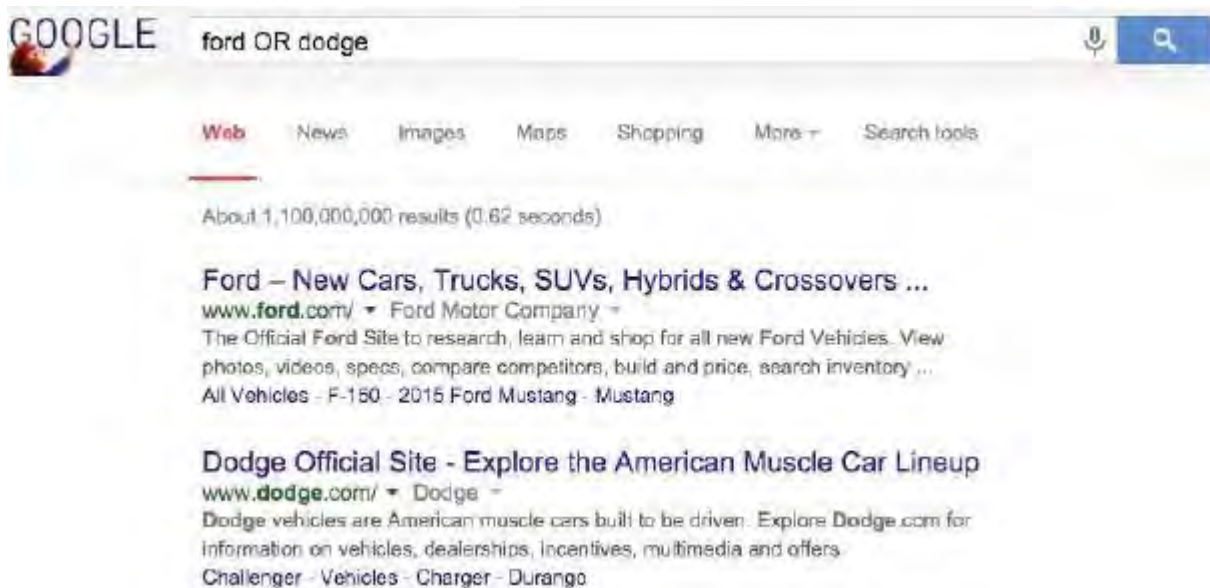 GOOGLE
ford OR dodge
Web News Images Maps Shopping More Search tools
About 1,100,000,000 results (0.62 seconds)
Ford – New Cars, Trucks, SUVs, Hybrids & Crossovers ...
www.ford.com/ Ford Motor Company
The Official Ford Site to research, learn and shop for all new Ford Vehicles. View
photos, videos, specs, compare competitors, build and price, search inventory ...
All Vehicles - F-150 - 2015 Ford Mustang - Mustang
Dodge Official Site - Explore the American Muscle Car Lineup
www.dodge.com/ Dodge
Dodge vehicles are American muscle cars built to be driven. Explore Dodge.com for
information on vehicles, dealerships, incentives, multimedia and offers.
Challenger - Vehicles - Charger - Durango